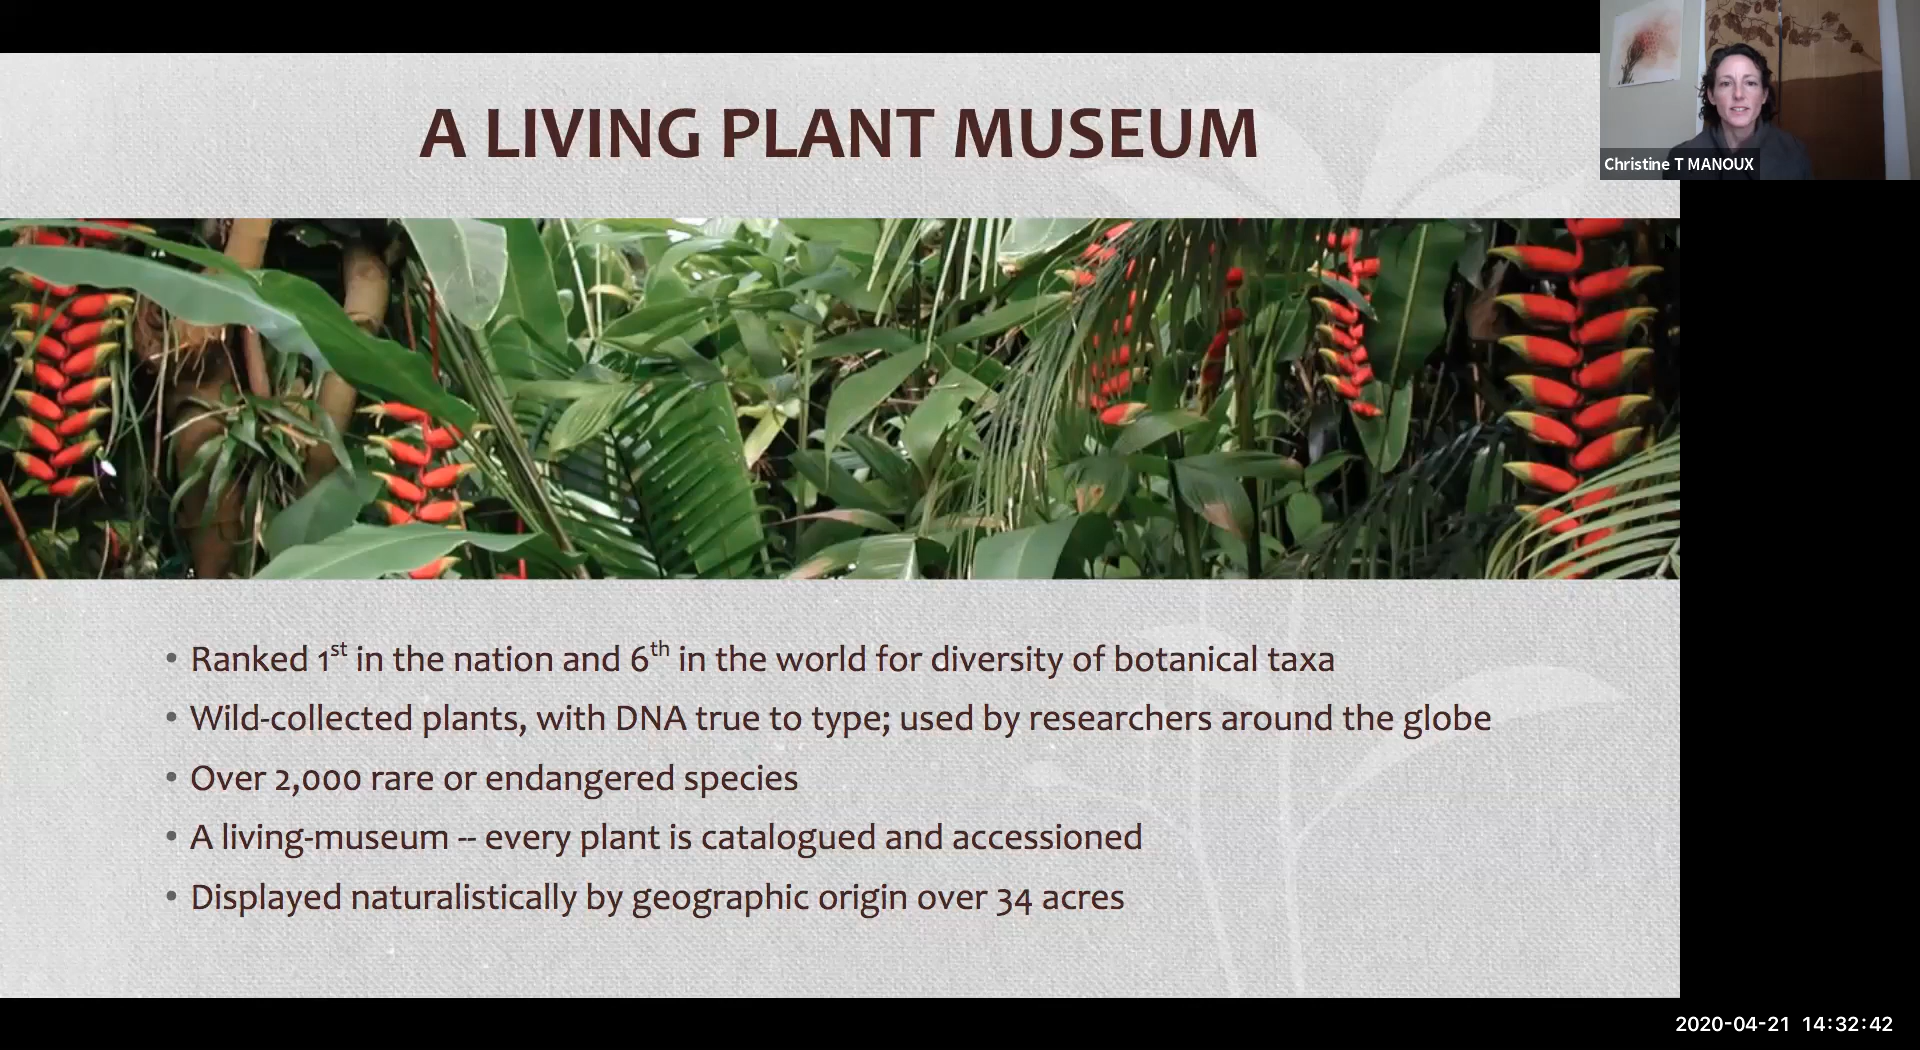 A LIVING PLANT MUSEUM
Christine T MANOUX
• Ranked 1st in the nation and 6th in the world for diversity of botanical taxa
• Wild-collected plants, with DNA true to type; used by researchers around the globe
• Over 2,000 rare or endangered species
• A living-museum -- every plant is catalogued and accessioned
• Displayed naturalistically by geographic origin over 34 acres
2020-04-21 14:32:42